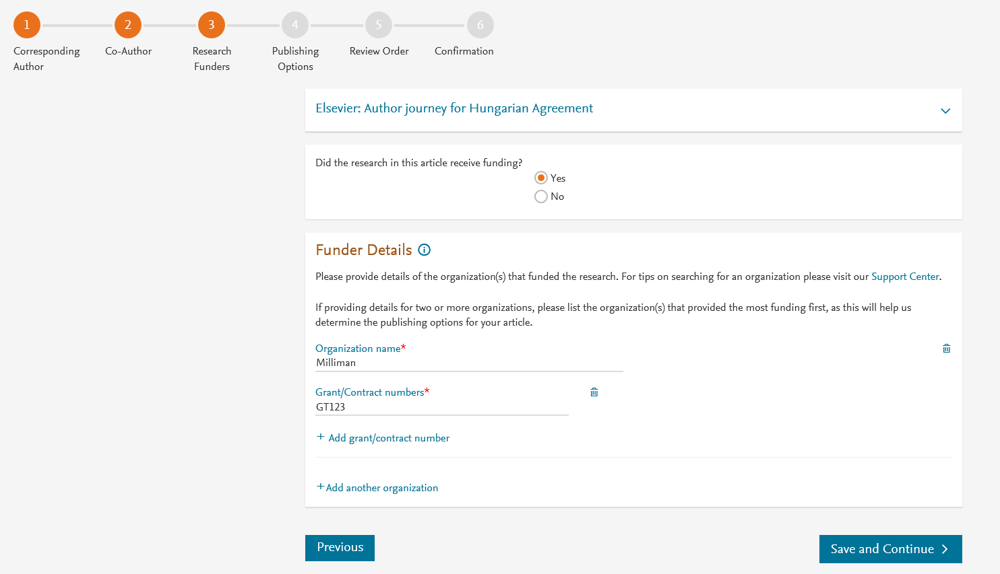 1 2 3 4 5 6
Corresponding Author
Co-Author
Research Funders
Publishing Options
Review Order
Confirmation
Elsevier: Author journey for Hungarian Agreement
Did the research in this article receive funding?
Yes
No
Funder Details
Please provide details of the organization(s) that funded the research. For tips on searching for an organization please visit our Support Center.
If providing details for two or more organizations, please list the organization(s) that provided the most funding first, as this will help us
determine the publishing options for your article.
Organization name*
Milliman
Grant/Contract numbers*
GT123
+ Add grant/contract number
+Add another organization
Previous
Save and Continue >